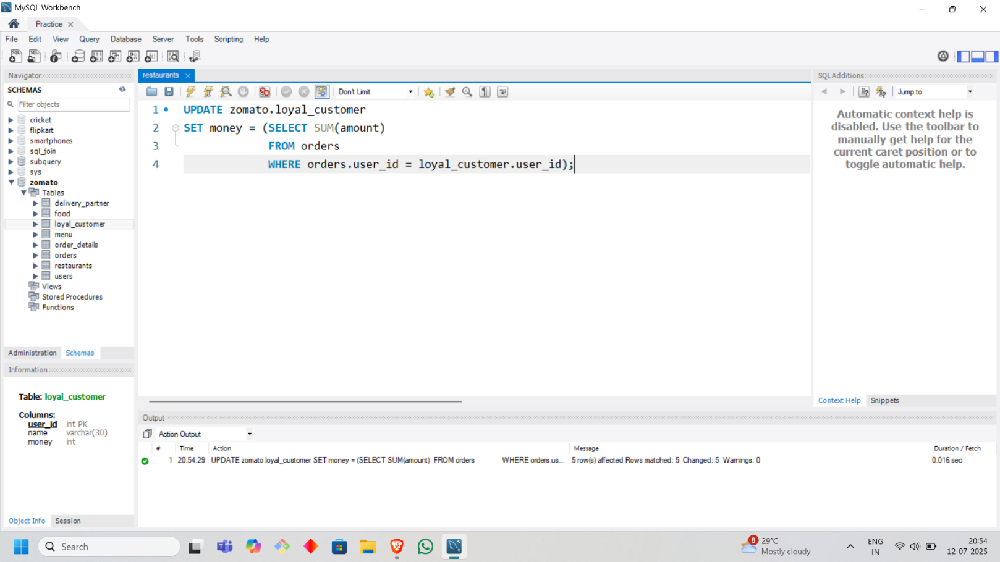 MySQL Workbench
Practice
File Edit View Query Database Server Tools Scripting Help
Navigator
SCHEMAS
Filter objects
cricket
flipkart
smartphones
sql_join
subquery
sys
zomato
Tables
delivery_partner
food
loyal_customer
menu
order_details
orders
restaurants
users
Views
Stored Procedures
Functions
Administration Schemas
Information
Table: loyal_customer
Columns:
user_id int PK
name varchar(30)
money int
Object Info Session
restaurants
Don't Limit
1 UPDATE zomato.loyal_customer
2 SET money = (SELECT SUM(amount)
3 FROM orders
4 WHERE orders.user_id = loyal_customer.user_id);
SQLAdditions
Jump to
Automatic context help is
disabled. Use the toolbar to
manually get help for the
current caret position or to
toggle automatic help.
Context Help Snippets
Output
Action Output
# Time Action Message Duration / Fetch
1 20:54:29 UPDATE zomato.loyal_customer SET money = (SELECT SUM(amount) FROM orders WHERE orders.us... 5 row(s) affected Rows matched: 5 Changed: 5 Warnings: 0 0.016 sec
Search
8
29°C
Mostly cloudy
ENG
IN
20:54
12-07-2025